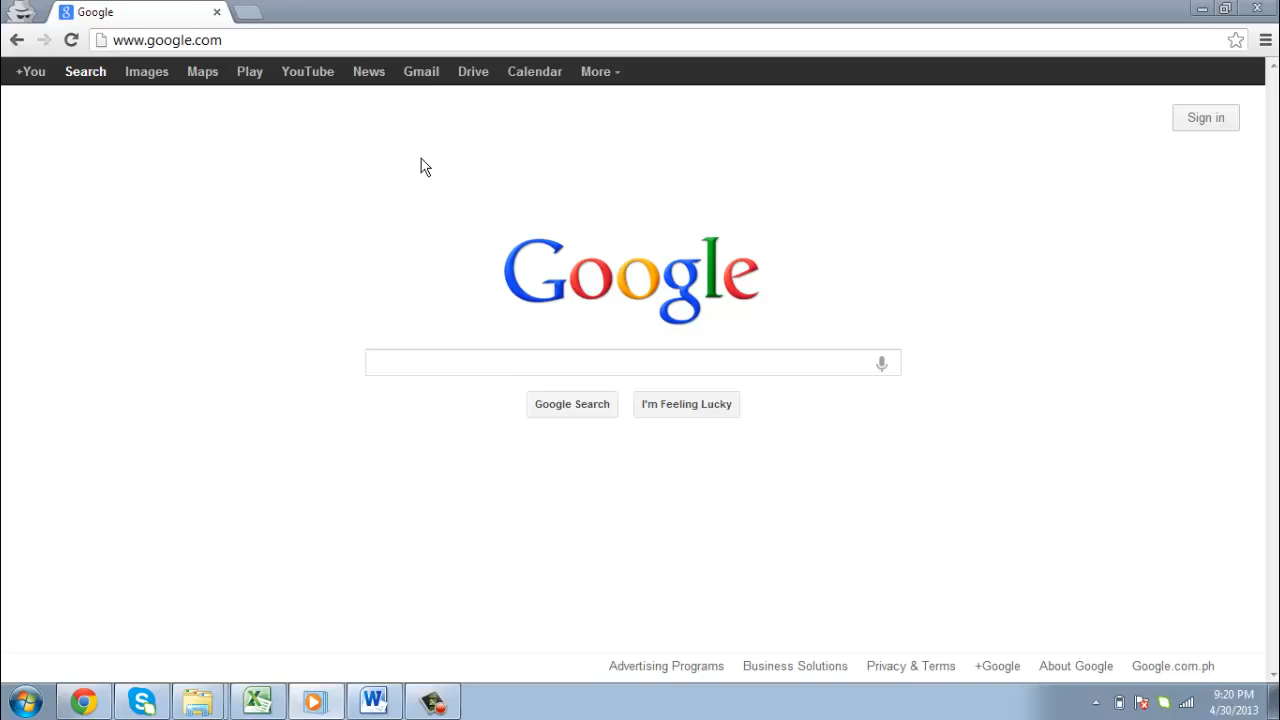 Google
www.google.com
+You Search Images Maps Play YouTube News Gmail Drive Calendar More
Sign in
Google
Google Search I'm Feeling Lucky
Advertising Programs Business Solutions Privacy & Terms +Google About Google Google.com.ph
9:20 PM
4/30/2013